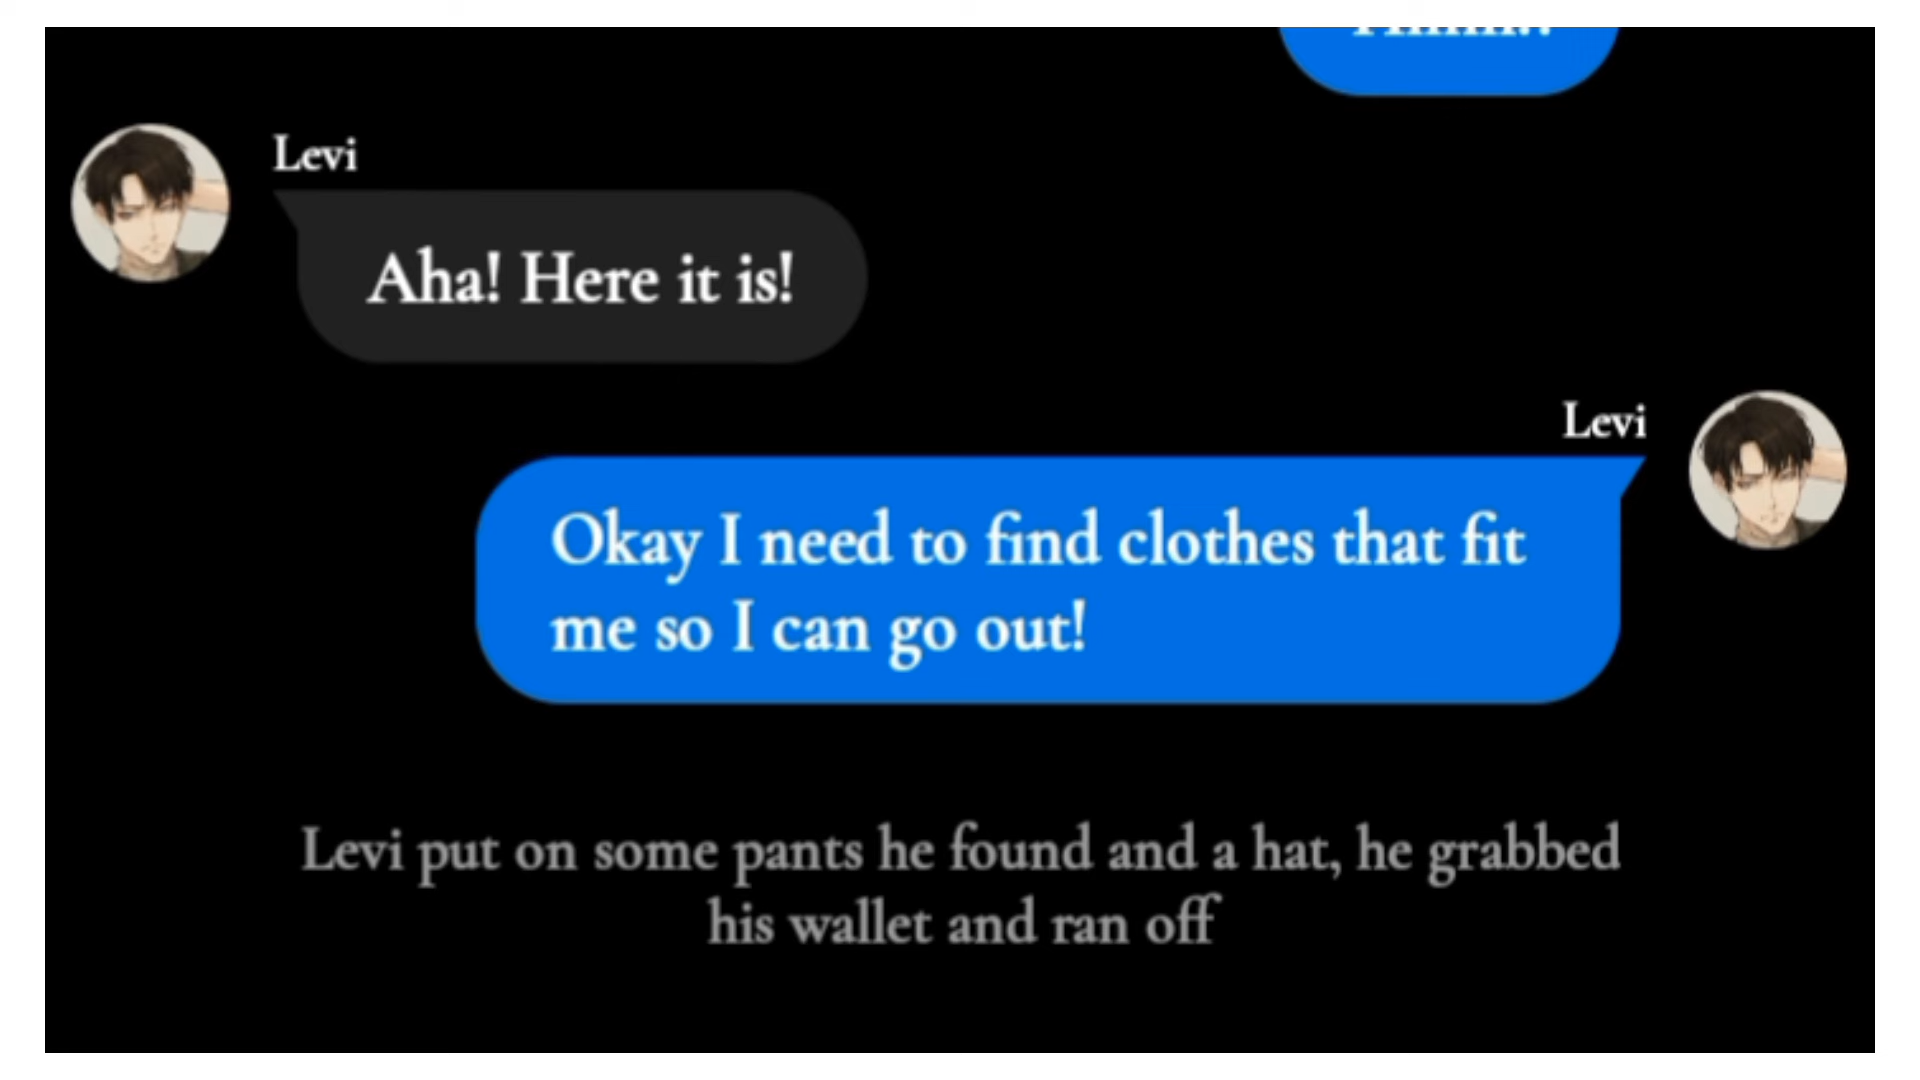 Levi
Aha! Here it is!
Levi
Okay I need to find clothes that fit
me so I can go out!
Levi put on some pants he found and a hat, he grabbed
his wallet and ran off